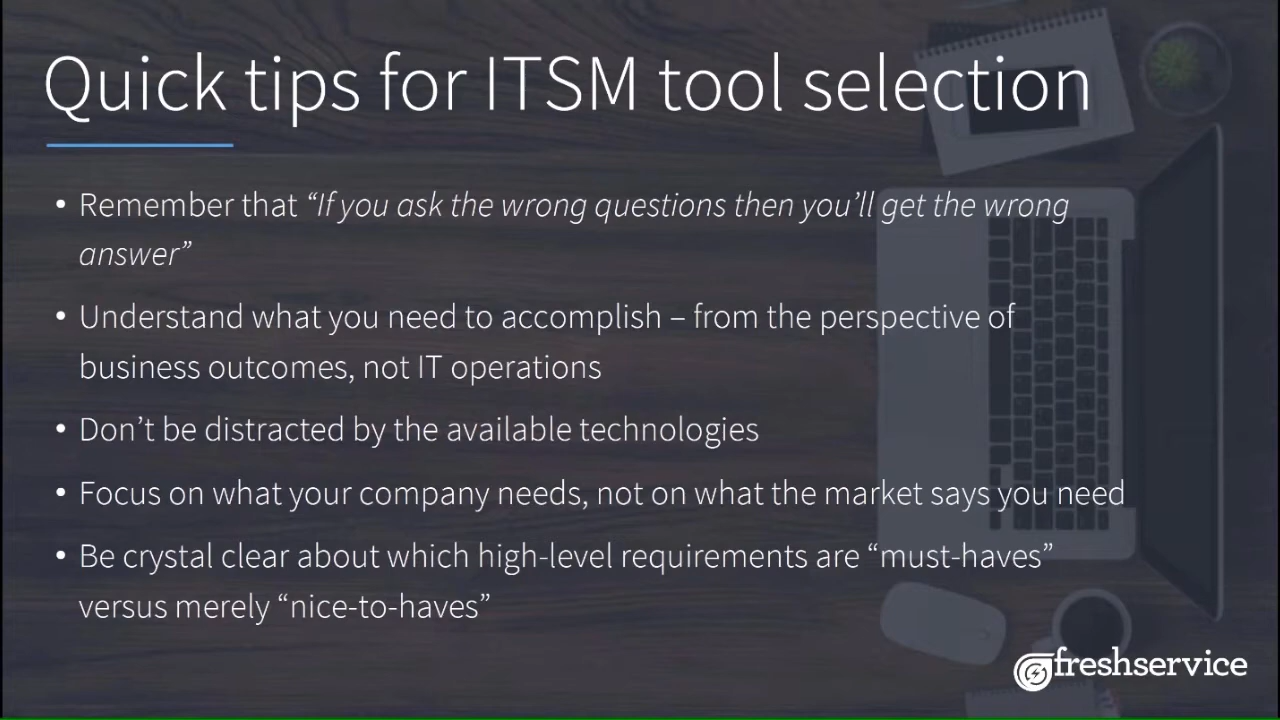 Quick tips for ITSM tool selection
• Remember that “If you ask the wrong questions then you’ll get the wrong
answer”
• Understand what you need to accomplish – from the perspective of
business outcomes, not IT operations
• Don’t be distracted by the available technologies
• Focus on what your company needs, not on what the market says you need
• Be crystal clear about which high-level requirements are “must-haves”
versus merely “nice-to-haves”
freshservice